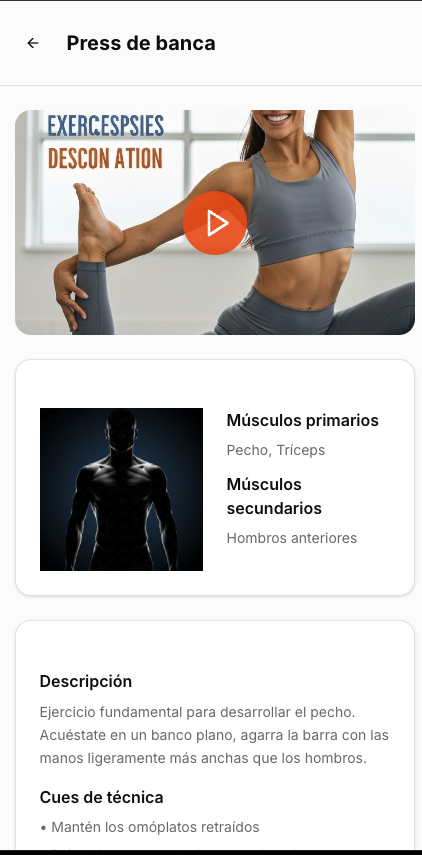 Press de banca
EXERGESPSIES
DESCON ATION
Músculos primarios
Pecho, Tríceps
Músculos
secundarios
Hombros anteriores
Descripción
Ejercicio fundamental para desarrollar el pecho.
Acuéstate en un banco plano, agarra la barra con las
manos ligeramente más anchas que los hombros.
Cues de técnica
• Mantén los omóplatos retraídos